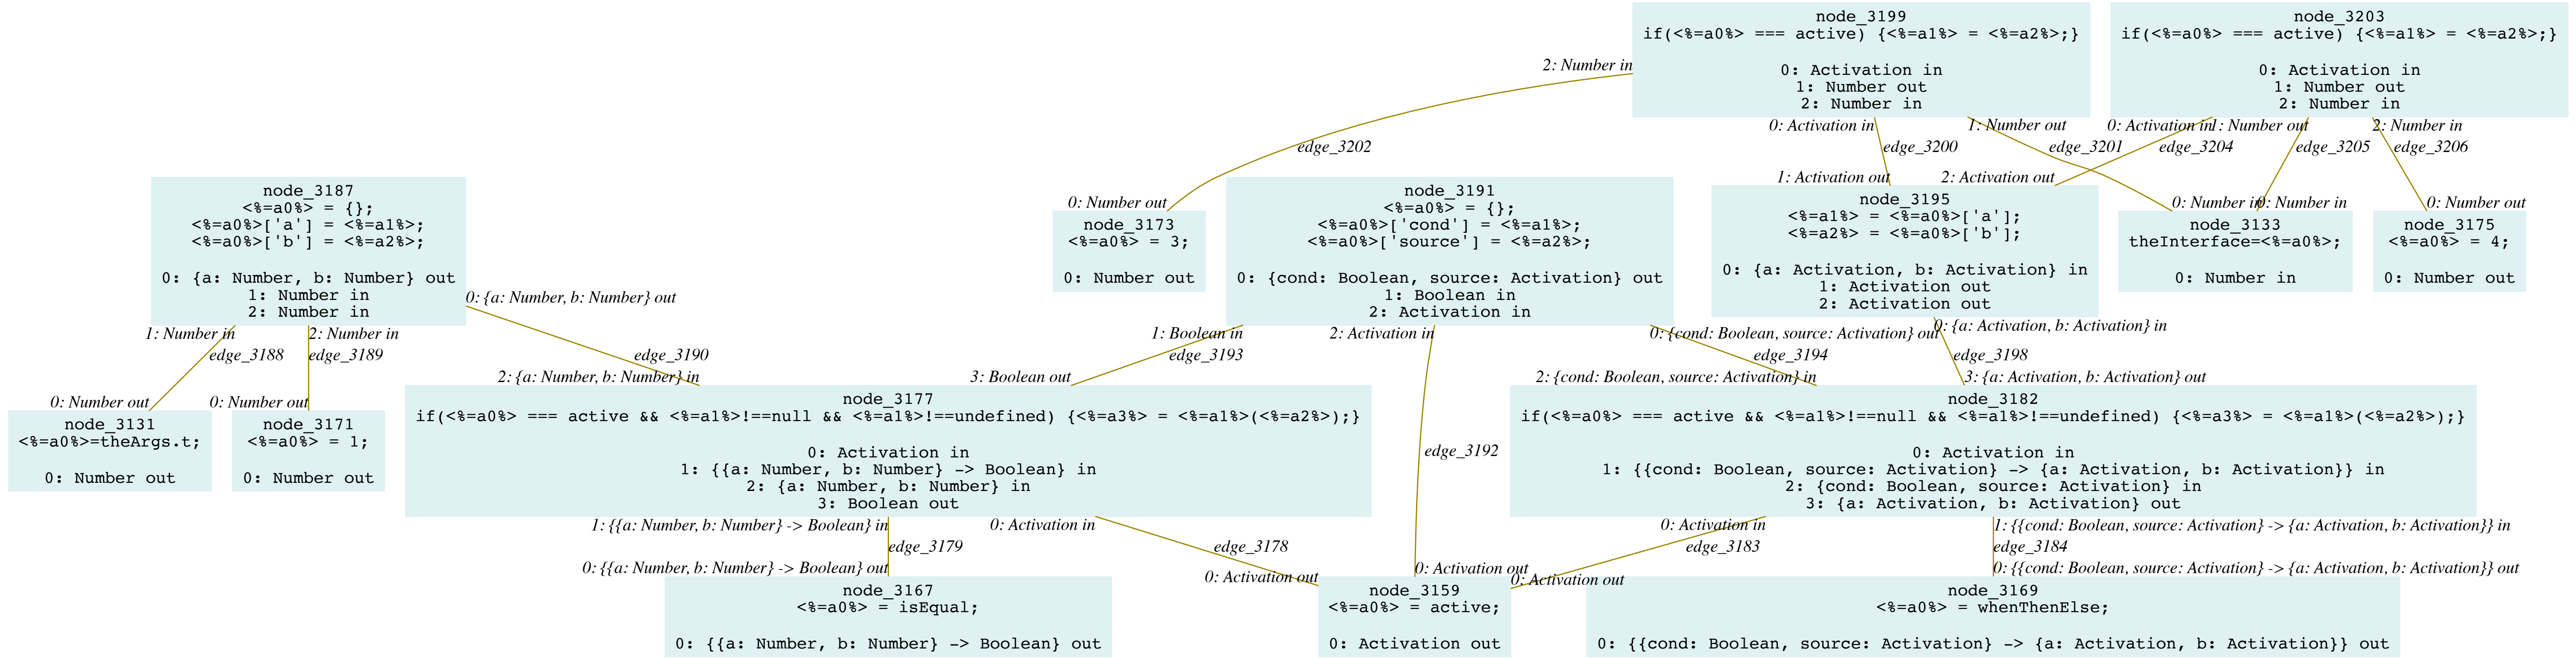 node_3199
if(<%=a0%> === active) {<%=a1%> = <%=a2%>;}
0: Activation in
1: Number out
2: Number in
node_3203
if(<%=a0%> === active) {<%=a1%> = <%=a2%>;}
0: Activation in
1: Number out
2: Number in
2: Number in
0: Activation in
1: Number out
0: Activation in
1: Number out
2: Number in
edge_3202
edge_3200
edge_3201
edge_3204
edge_3205
edge_3206
0: Number out
1: Activation out
2: Activation out
0: Number in
0: Number in
0: Number out
node_3187
<%=a0%> = {};
<%=a0%>['a'] = <%=a1%>;
<%=a0%>['b'] = <%=a2%>;
0: {a: Number, b: Number} out
1: Number in
2: Number in
node_3173
<%=a0%> = 3;
0: Number out
node_3191
<%=a0%> = {};
<%=a0%>['cond'] = <%=a1%>;
<%=a0%>['source'] = <%=a2%>;
0: {cond: Boolean, source: Activation} out
1: Boolean in
2: Activation in
node_3195
<%=a1%> = <%=a0%>['a'];
<%=a2%> = <%=a0%>['b'];
0: {a: Activation, b: Activation} in
1: Activation out
2: Activation out
node_3133
theInterface=<%=a0%>;
0: Number in
node_3175
<%=a0%> = 4;
0: Number out
0: {a: Number, b: Number} out
1: Number in
2: Number in
1: Boolean in
2: Activation in
0: {cond: Boolean, source: Activation} out
0: {a: Activation, b: Activation} in
edge_3188
edge_3189
edge_3190
edge_3193
edge_3194
edge_3198
0: Number out
0: Number out
2: {a: Number, b: Number} in
3: Boolean out
2: {cond: Boolean, source: Activation} in
3: {a: Activation, b: Activation} out
node_3131
<%=a0%>=theArgs.t;
0: Number out
node_3171
<%=a0%> = 1;
0: Number out
node_3177
if(<%=a0%> === active && <%=a1%>!==null && <%=a1%>!==undefined) {<%=a3%> = <%=a1%>(<%=a2%>);}
0: Activation in
1: {{a: Number, b: Number} -> Boolean} in
2: {a: Number, b: Number} in
3: Boolean out
edge_3192
node_3182
if(<%=a0%> === active && <%=a1%>!==null && <%=a1%>!==undefined) {<%=a3%> = <%=a1%>(<%=a2%>);}
0: Activation in
1: {{cond: Boolean, source: Activation} -> {a: Activation, b: Activation}} in
2: {cond: Boolean, source: Activation} in
3: {a: Activation, b: Activation} out
1: {{a: Number, b: Number} -> Boolean} in
0: Activation in
0: Activation in
1: {{cond: Boolean, source: Activation} -> {a: Activation, b: Activation}} in
edge_3179
edge_3178
edge_3183
edge_3184
0: {{a: Number, b: Number} -> Boolean} out
0: Activation out
0: Activation out
0: Activation out
0: {{cond: Boolean, source: Activation} -> {a: Activation, b: Activation}} out
node_3167
<%=a0%> = isEqual;
0: {{a: Number, b: Number} -> Boolean} out
node_3159
<%=a0%> = active;
0: Activation out
node_3169
<%=a0%> = whenThenElse;
0: {{cond: Boolean, source: Activation} -> {a: Activation, b: Activation}} out